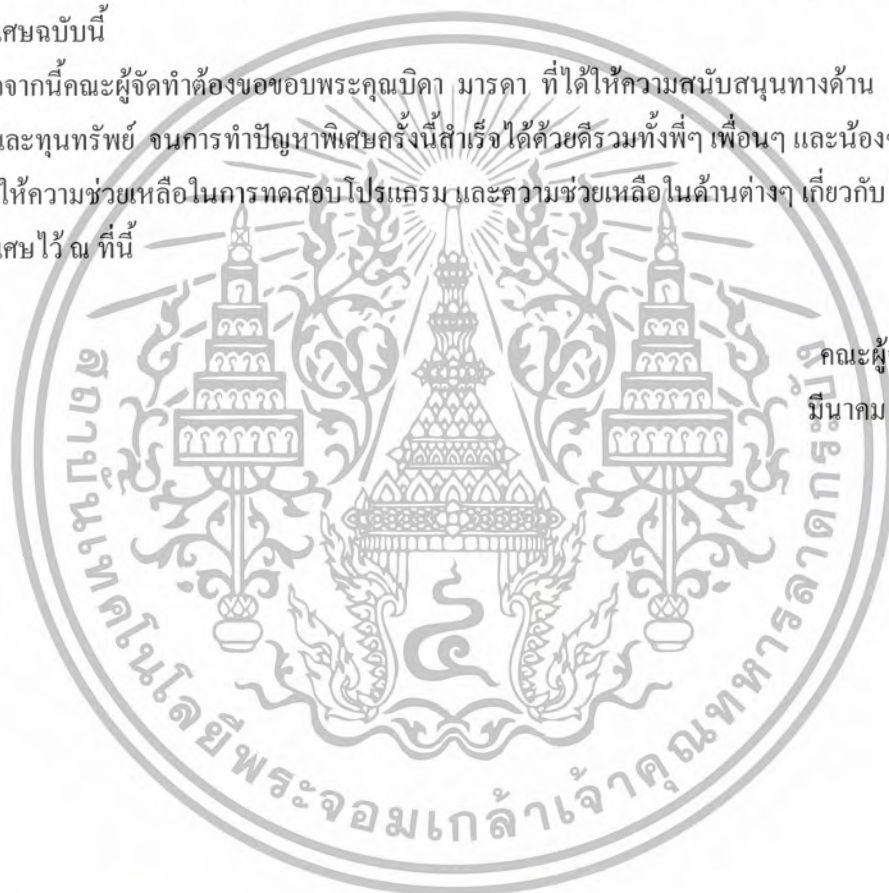 เศษฉบับนี้
จากนี้คณะผู้จัดทำต้องขอขอบพระคุณบิดา มารดา ที่ได้ให้ความสนับสนุนทางด้าน
และทุนทรัพย์ จนการทำปัญหาพิเศษครั้งนี้สำเร็จได้ด้วยดีรวมทั้งพี่ๆ เพื่อนๆ และน้องๆ
ให้ความช่วยเหลือในการทดสอบโปรแกรม และความช่วยเหลือในด้านต่างๆ เกี่ยวกับ
เศษไว้ ณ ที่นี้
คณะผู้
มีนาคม
สถาบันเทคโนโลยีพระจอมเกล้าเจ้าคุณทหารลาดกระบัง
๔